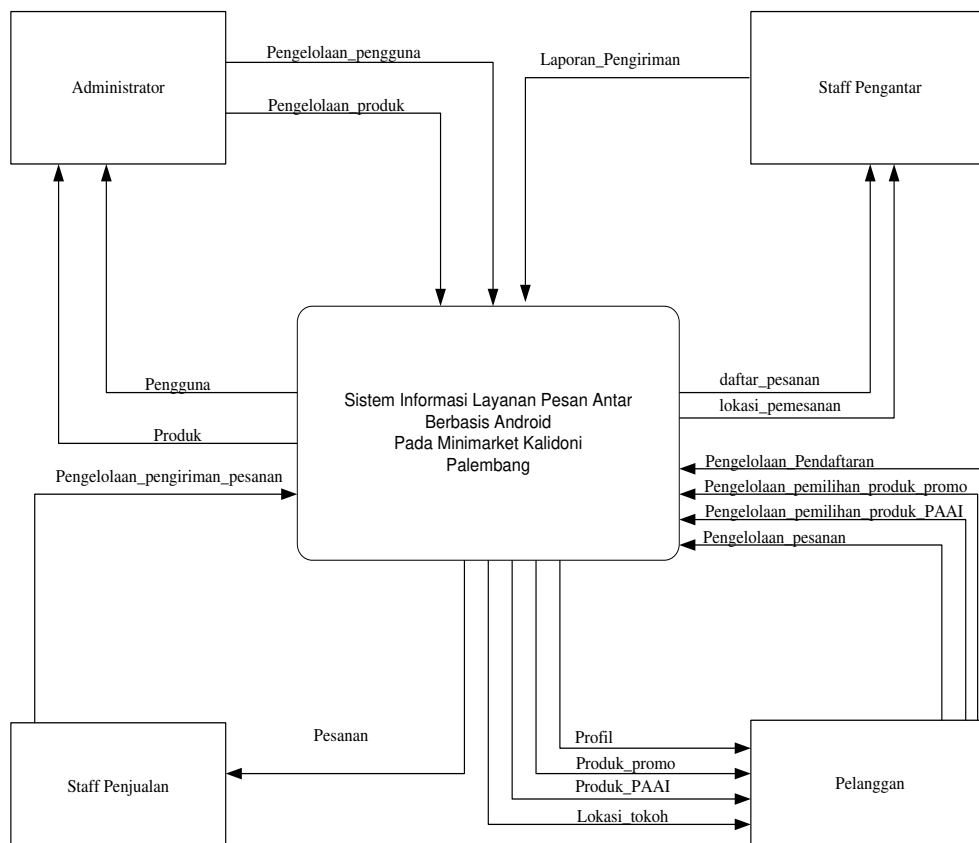 Administrator
Pengelolaan_pengguna
Pengelolaan_produk
Laporan_Pengiriman
Staff Pengantar
Sistem Informasi Layanan Pesan Antar
Berbasis Android
Pada Minimarket Kalidoni
Palembang
Pengguna
Produk
Pengelolaan_pengiriman_pesanan
daftar_pesanan
lokasi_pemesanan
Pengelolaan_Pendaftaran
Pengelolaan_pemilihan_produk_promo
Pengelolaan_pemilihan_produk_PAAI
Pengelolaan_pesanan
Staff Penjualan
Pesanan
Profil
Produk_promo
Produk_PAAI
Lokasi_tokoh
Pelanggan